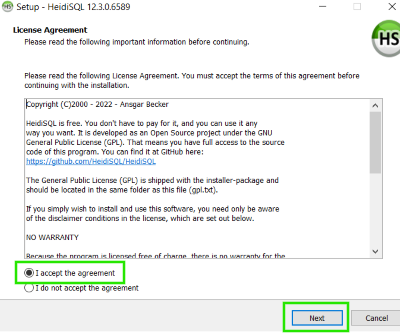 Setup - HeidiSQL 12.3.0.6589
License Agreement
Please read the following important information before continuing.
HS
Please read the following License Agreement. You must accept the terms of this agreement before
continuing with the installation.
Copyright (C)2000 - 2022 - Ansgar Becker
HeidiSQL is free. You don't have to pay for it, and you can use it any
way you want. It is developed as an Open Source project under the GNU
General Public License (GPL). That means you have full access to the source
code of this program. You can find it at GitHub here:
https://github.com/HeidiSQL/HeidiSQL
The General Public License (GPL) is shipped with the installer-package and
should be located in the same folder as this file (gpl.txt).
If you simply wish to install and use this software, you need only be aware
of the disclaimer conditions in the license, which are set out below.
NO WARRANTY
Because the program is licensed free of charge, there is no warranty for the
I accept the agreement
I do not accept the agreement
Next
Cancel